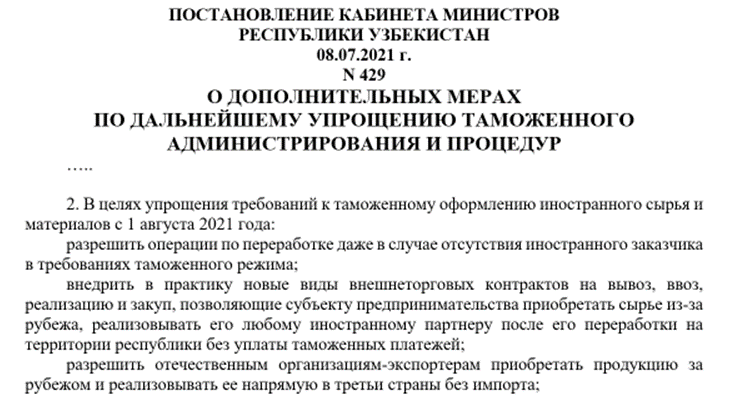 ПОСТАНОВЛЕНИЕ КАБИНЕТА МИНИСТРОВ
РЕСПУБЛИКИ УЗБЕКИСТАН
08.07.2021 г.
N 429
О ДОПОЛНИТЕЛЬНЫХ МЕРАХ
ПО ДАЛЬНЕЙШЕМУ УПРОЩЕНИЮ ТАМОЖЕННОГО
АДМИНИСТРИРОВАНИЯ И ПРОЦЕДУР
…..
2. В целях упрощения требований к таможенному оформлению иностранного сырья и
материалов с 1 августа 2021 года:
разрешить операции по переработке даже в случае отсутствия иностранного заказчика
в требованиях таможенного режима;
внедрить в практику новые виды внешнеторговых контрактов на вывоз, ввоз,
реализацию и закуп, позволяющие субъекту предпринимательства приобретать сырье из-за
рубежа, реализовывать его любому иностранному партнеру после его переработки на
территории республики без уплаты таможенных платежей;
разрешить отечественным организациям-экспортерам приобретать продукцию за
рубежом и реализовывать ее напрямую в третьи страны без импорта;